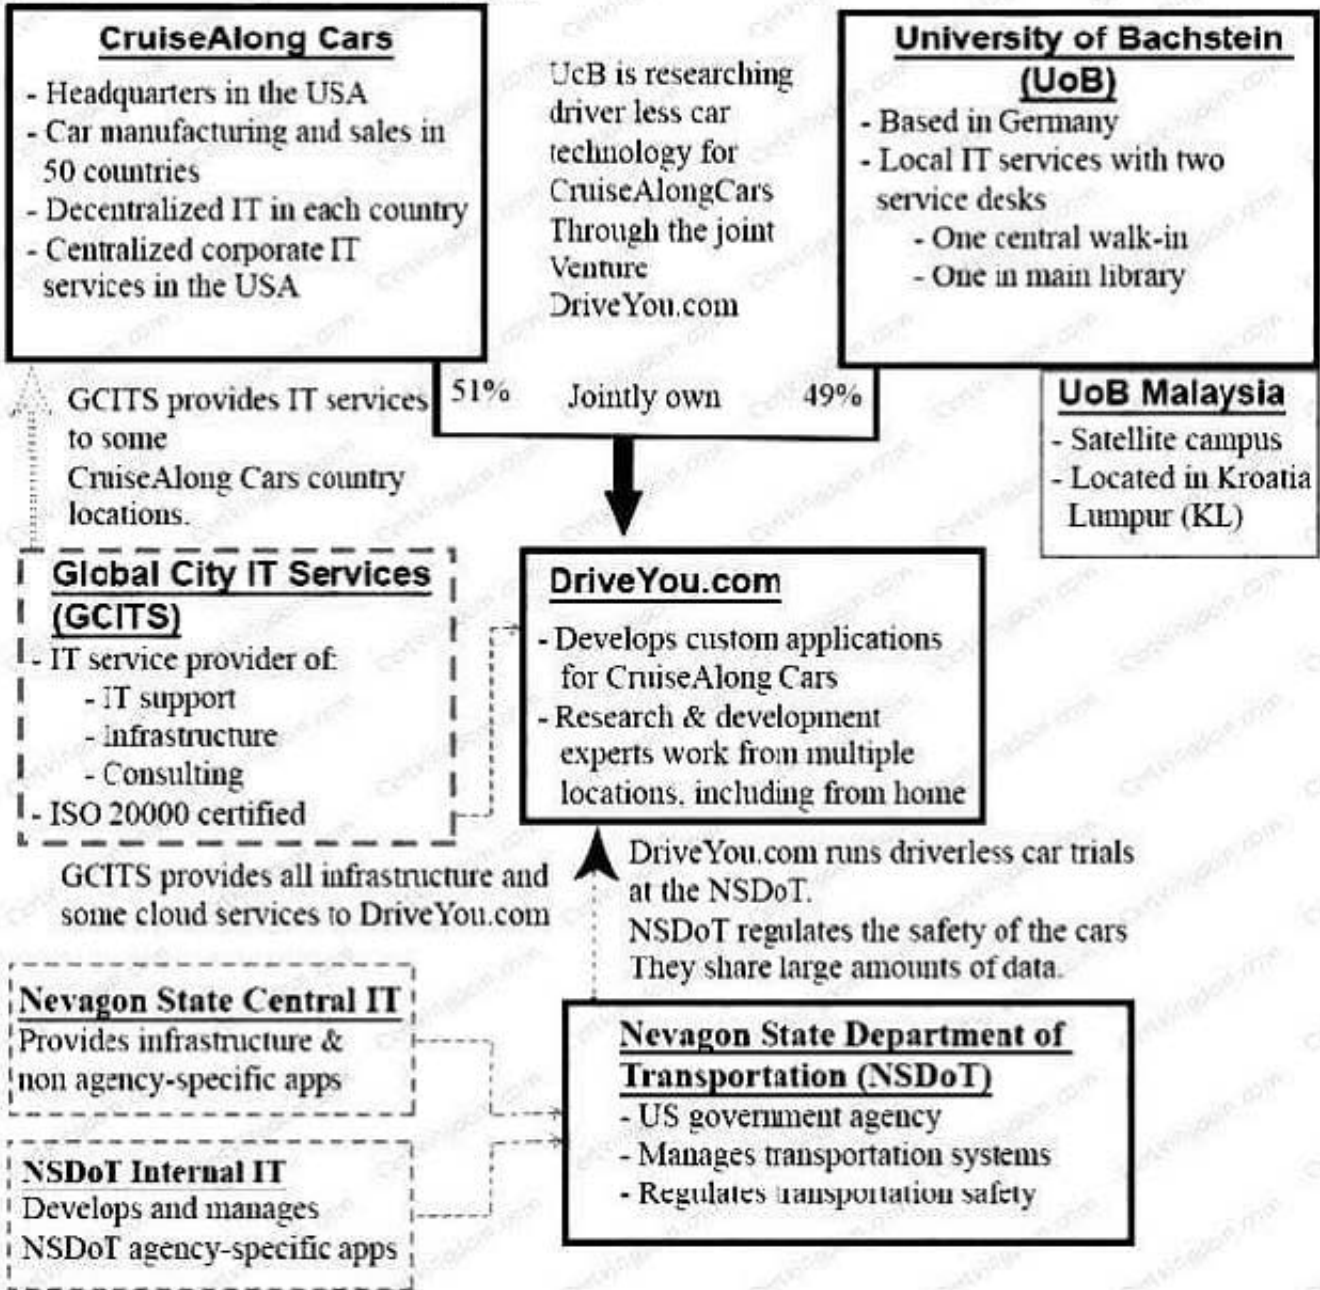 CruiseAlong Cars
- Headquarters in the USA
- Car manufacturing and sales in
50 countries
- Decentralized IT in each country
- Centralized corporate IT
services in the USA
UcB is researching
driver less car
technology for
CruiseAlongCars
Through the joint
Venture
DriveYou.com
University of Bachstein
(UoB)
- Based in Germany
- Local IT services with two
service desks
- One central walk-in
- One in main library
51% Jointly own 49%
UoB Malaysia
- Satellite campus
- Located in Kroatia
Lumpur (KL)
GCITS provides IT services
to some
CruiseAlong Cars country
locations.
Global City IT Services
(GCITS)
- IT service provider of:
- IT support
- Infrastructure
- Consulting
- ISO 20000 certified
DriveYou.com
- Develops custom applications
for CruiseAlong Cars
- Research & development
experts work from multiple
locations, including from home
GCITS provides all infrastructure and
some cloud services to DriveYou.com
DriveYou.com runs driverless car trials
at the NSDoT.
NSDoT regulates the safety of the cars
They share large amounts of data.
Nevagon State Central IT
Provides infrastructure &
non agency-specific apps
NSDoT Internal IT
Develops and manages
NSDoT agency-specific apps
Nevagon State Department of
Transportation (NSDoT)
- US government agency
- Manages transportation systems
- Regulates transportation safety